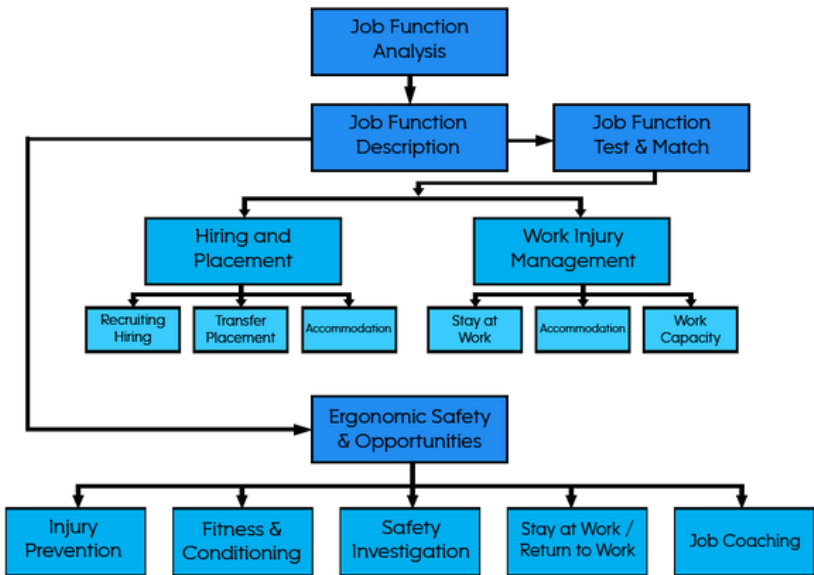 Job Function
Analysis
Job Function
Description
Job Function
Test & Match
Hiring and
Placement
Work Injury
Management
Recruiting
Hiring
Transfer
Placement
Accommodation
Stay at
Work
Accommodation
Work
Capacity
Ergonomic Safety
& Opportunities
Injury
Prevention
Fitness &
Conditioning
Safety
Investigation
Stay at Work /
Return to Work
Job Coaching